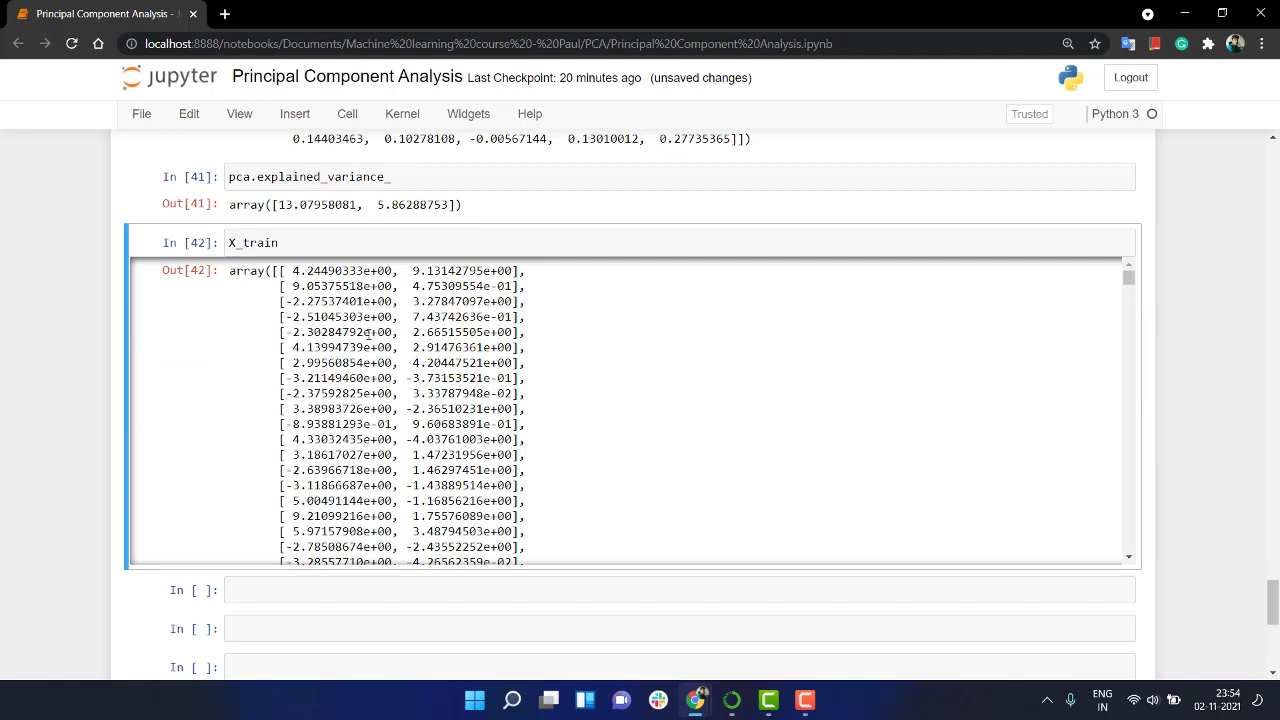 Principal Component Analysis - J
localhost:8888/notebooks/Documents/Machine%20learning%20course%20-%20Paul/PCA/Principal%20Component%20Analysis.ipynb
jupyter Principal Component Analysis Last Checkpoint: 20 minutes ago (unsaved changes) Logout
File Edit View Insert Cell Kernel Widgets Help Trusted Python 3
0.14403463, 0.10278108, -0.00567144, 0.13010012, 0.27735365]])
In [41]: pca.explained_variance_
Out[41]: array([13.07958081, 5.86288753])
In [42]: X_train
Out[42]: array([[ 4.24490333e+00, 9.13142795e+00],
[ 9.05375518e+00, 4.75309554e-01],
[-2.27537401e+00, 3.27847097e+00],
[-2.51045303e+00, 7.43742636e-01],
[-2.30284792e+00, 2.66515505e+00],
[ 4.13994739e+00, 2.91476361e+00],
[ 2.99560854e+00, 4.20447521e+00],
[-3.21149460e+00, -3.73153521e-01],
[-2.37592825e+00, 3.33787948e-02],
[ 3.38983726e+00, -2.36510231e+00],
[-8.93881293e-01, 9.60683891e-01],
[ 4.33032435e+00, -4.03761003e+00],
[ 3.18617027e+00, 1.47231956e+00],
[-2.63966718e+00, 1.46297451e+00],
[-3.11866687e+00, -1.43889514e+00],
[ 5.00491144e+00, -1.16856216e+00],
[ 9.21099216e+00, 1.75576089e+00],
[ 5.97157908e+00, 3.48794503e+00],
[-2.78508674e+00, -2.43552252e+00],
[-3.28557710e+00, -4.26562359e-02],
In [ ]:
In [ ]:
In [ ]:
ENG
IN
23:54
02-11-2021